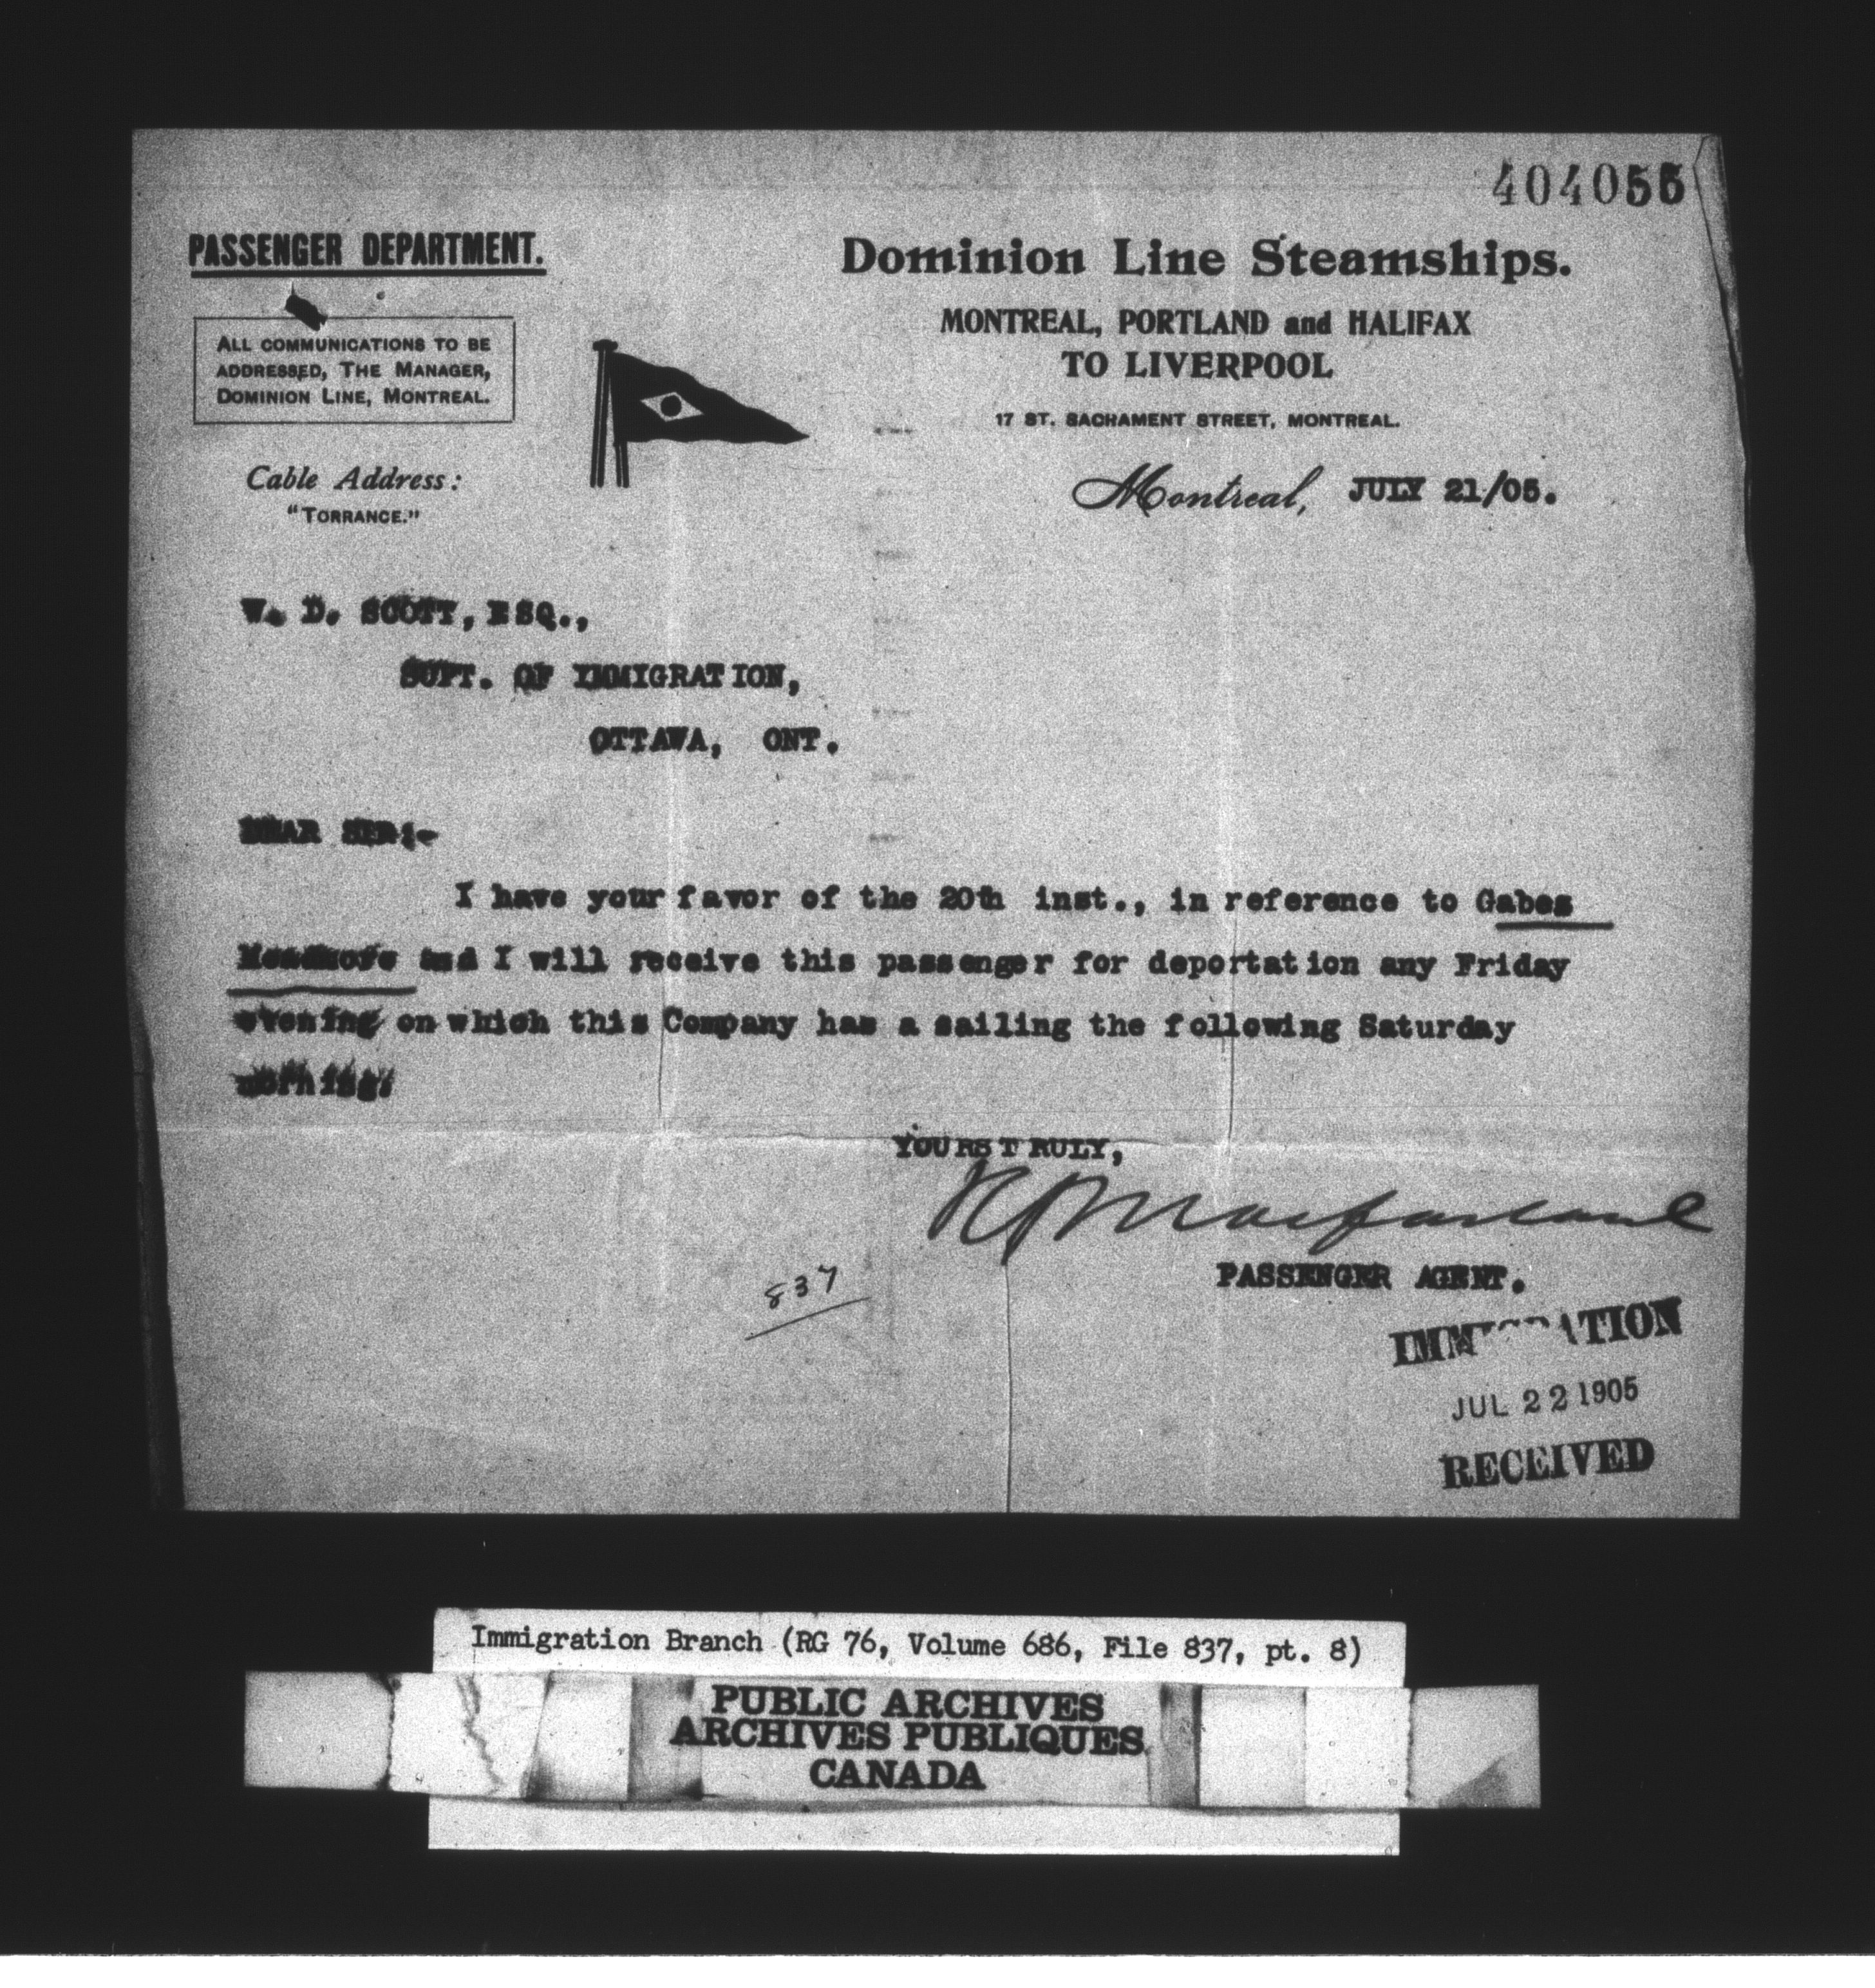 404055
PASSENGER DEPARTMENT.
ALL COMMUNICATIONS TO BE
ADDRESSED, THE MANAGER,
DOMINION LINE, MONTREAL.
Cable Address:
"TORRANCE."
Dominion Line Steamships.
MONTREAL, PORTLAND and HALIFAX
TO LIVERPOOL
17 ST. SACRAMENT STREET, MONTREAL.
Montreal, JULY 21/05.
W. D. SCOTT, ESQ.,
SUPT. OF IMMIGRATION,
OTTAWA, ONT.
DEAR SIR:-
I have your favor of the 20th inst., in reference to Gabes
and I will receive this passenger for deportation any Friday
evening on which this Company has a sailing the following Saturday
morning.
YOURS TRULY,
Macfarlane
PASSENGER AGENT.
837
IMMIGRATION
JUL 22 1905
RECEIVED
Immigration Branch (RG 76, Volume 686, File 837, pt. 8)
PUBLIC ARCHIVES
ARCHIVES PUBLIQUES
CANADA